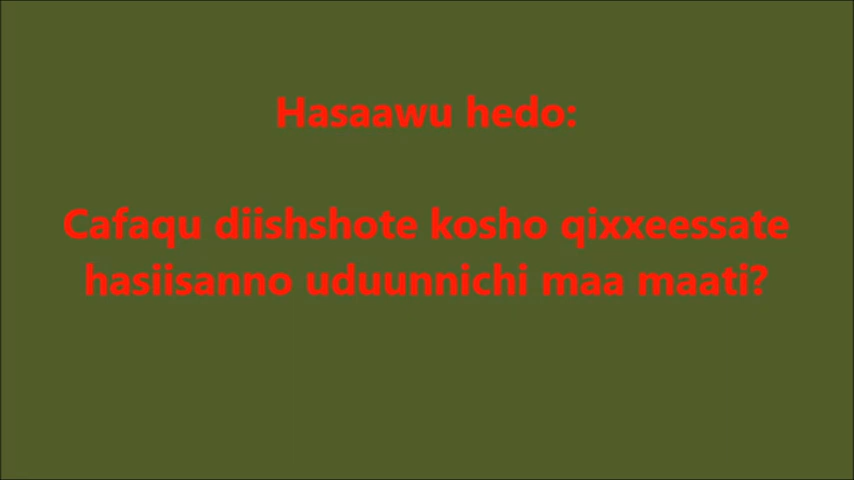 Hasaawu hedo:
Cafaqu diishshote kosho qixxeessate
hasiisanno uduunnichi maa maati?